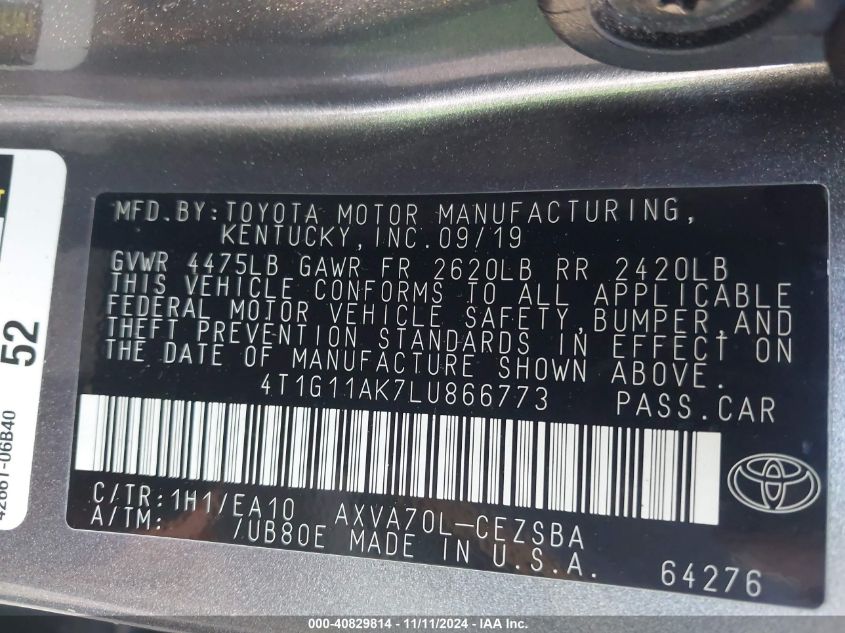 MFD.BY:TOYOTA MOTOR MANUFACTURING,
KENTUCKY,INC.09/19
GVWR 4475LB GAWR FR 2620LB RR 2420LB
THIS VEHICLE CONFORMS TO ALL APPLICABLE
FEDERAL MOTOR VEHICLE SAFETY,BUMPER,AND
THEFT PREVENTION STANDARDS IN EFFECT ON
THE DATE OF MANUFACTURE SHOWN ABOVE.
4T1G11AK7LU866773 PASS.CAR
C/TR:1H1/EA10 AXVA70L-CEZSBA
A/TM: /UB80E MADE IN U.S.A.
64276
52
42661-06B40
000-40829814 - 11/11/2024 - IAA Inc.